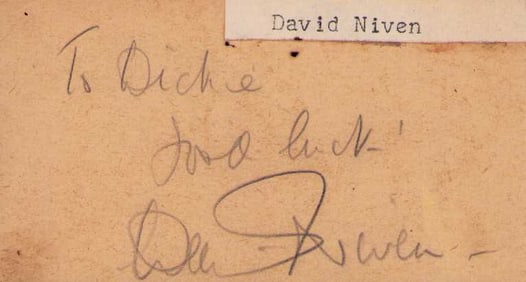 David Niven
To Dickie
Good luck!
David Niven